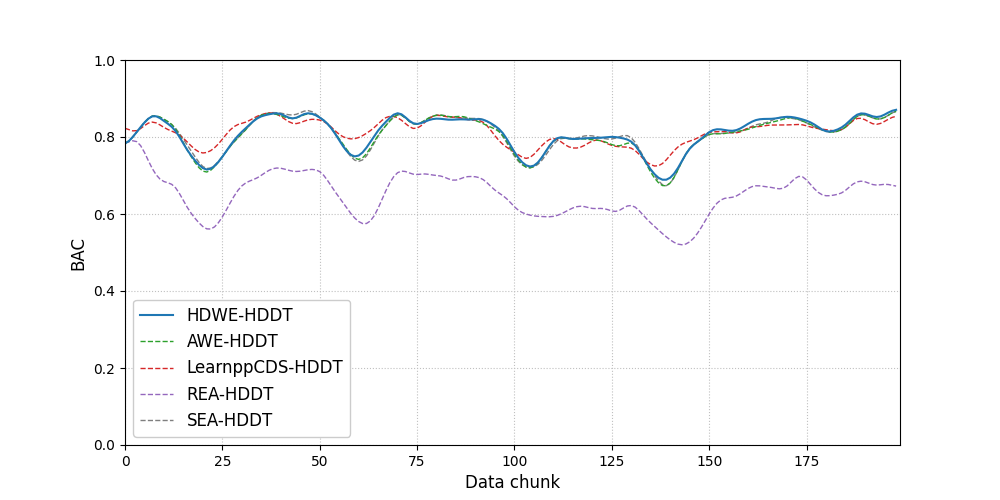 1.0
0.8
0.6
0.4
0.2
0.0
BAC
HDWE-HDDT
AWE-HDDT
LearnppCDS-HDDT
REA-HDDT
SEA-HDDT
0 25 50 75 100 125 150 175
Data chunk